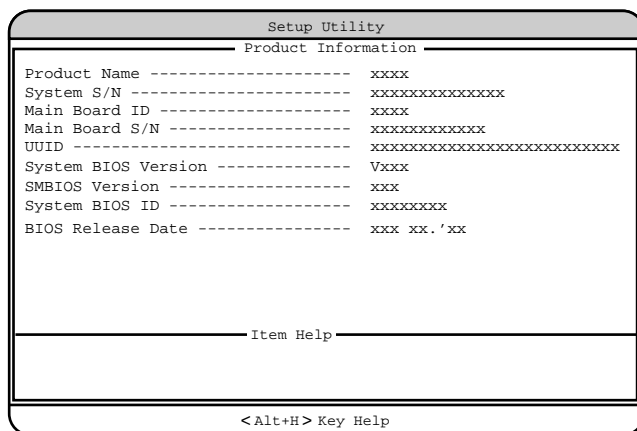 Setup Utility
Product Information
Product Name --------------------- xxxx
System S/N ----------------------- xxxxxxxxxxxxxx
Main Board ID -------------------- xxxx
Main Board S/N ------------------- xxxxxxxxxxxx
UUID -------------------------------- xxxxxxxxxxxxxxxxxxxxxxxxxx
System BIOS Version -------------- Vxxx
SMBIOS Version ------------------- xxx
System BIOS ID ------------------- xxxxxxxx
BIOS Release Date ---------------- xxx xx.’xx
Item Help
<Alt+H> Key Help